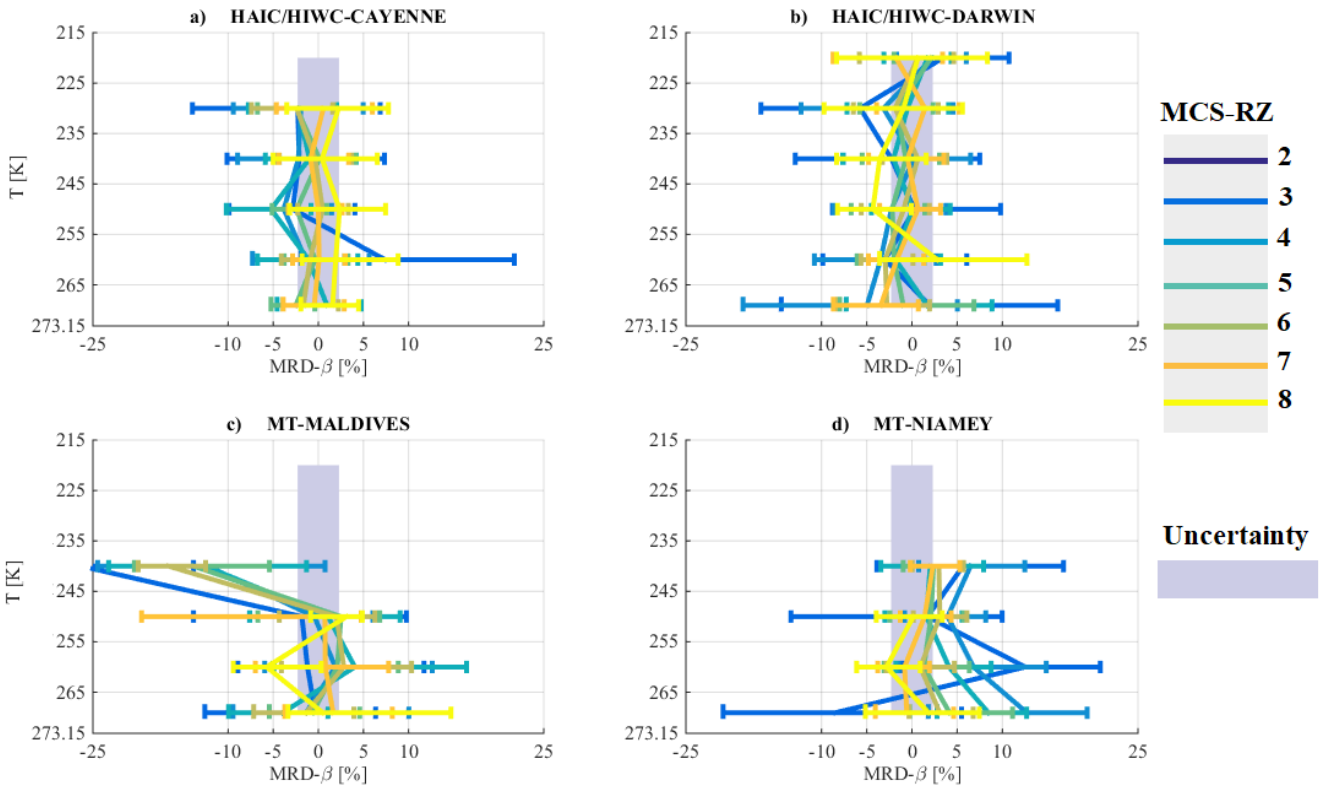 a) HAIC/HIWC-CAYENNE
215
225
235
245
255
265
273.15
T [K]
-25 -10 -5 0 5 10 25
MRD-β [%]
b) HAIC/HIWC-DARWIN
215
225
235
245
255
265
273.15
-25 -10 -5 0 5 10 25
MRD-β [%]
MCS-RZ
2
3
4
5
6
7
8
c) MT-MALDIVES
215
225
235
245
255
265
273.15
T [K]
-25 -10 -5 0 5 10 25
MRD-β [%]
d) MT-NIAMEY
215
225
235
245
255
265
273.15
-25 -10 -5 0 5 10 25
MRD-β [%]
Uncertainty